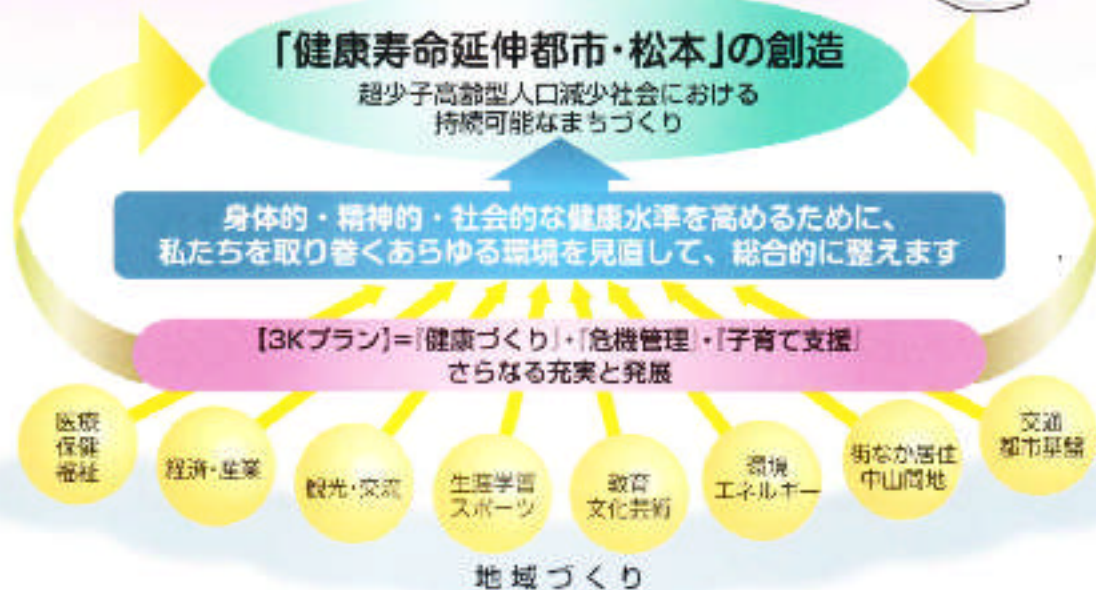 「健康寿命延伸都市・松本」の創造
超少子高齢型人口減少社会における
持続可能なまちづくり
身体的・精神的・社会的な健康水準を高めるために、
私たちを取り巻くあらゆる環境を見直して、総合的に整えます
【3Kプラン】=『健康づくり』・『危機管理』・『子育て支援』
さらなる充実と発展
医療
保健
福祉
経済・産業
観光・交流
生涯学習
スポーツ
教育
文化芸術
環境
エネルギー
街なか居住
中山間地
交通
都市基盤
地域づくり